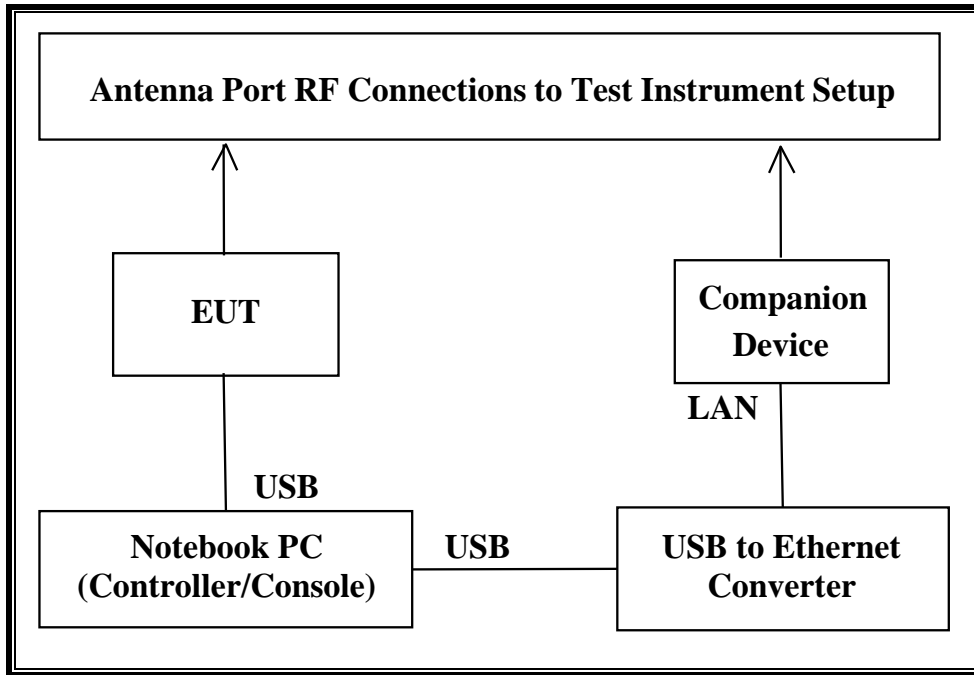 Antenna Port RF Connections to Test Instrument Setup
EUT
Companion
Device
LAN
USB
Notebook PC
(Controller/Console)
USB
USB to Ethernet
Converter